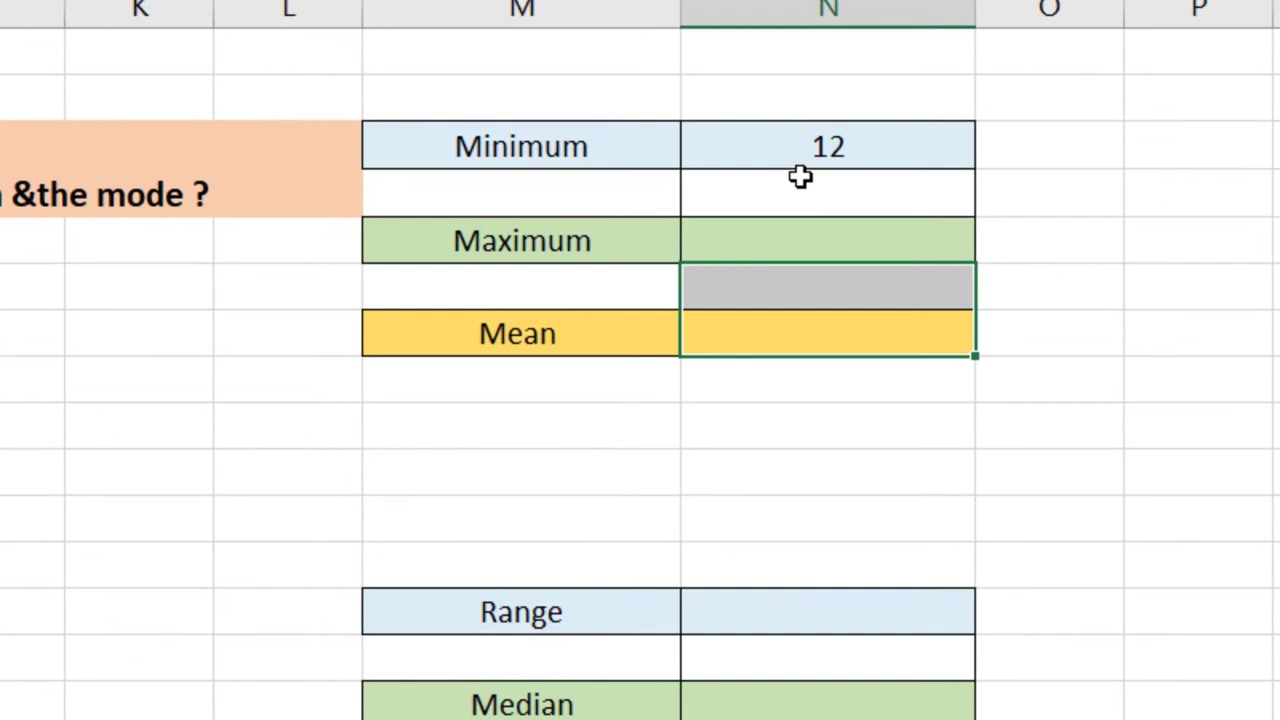 K L M N O P
Minimum 12
&the mode ?
Maximum
Mean
Range
Median